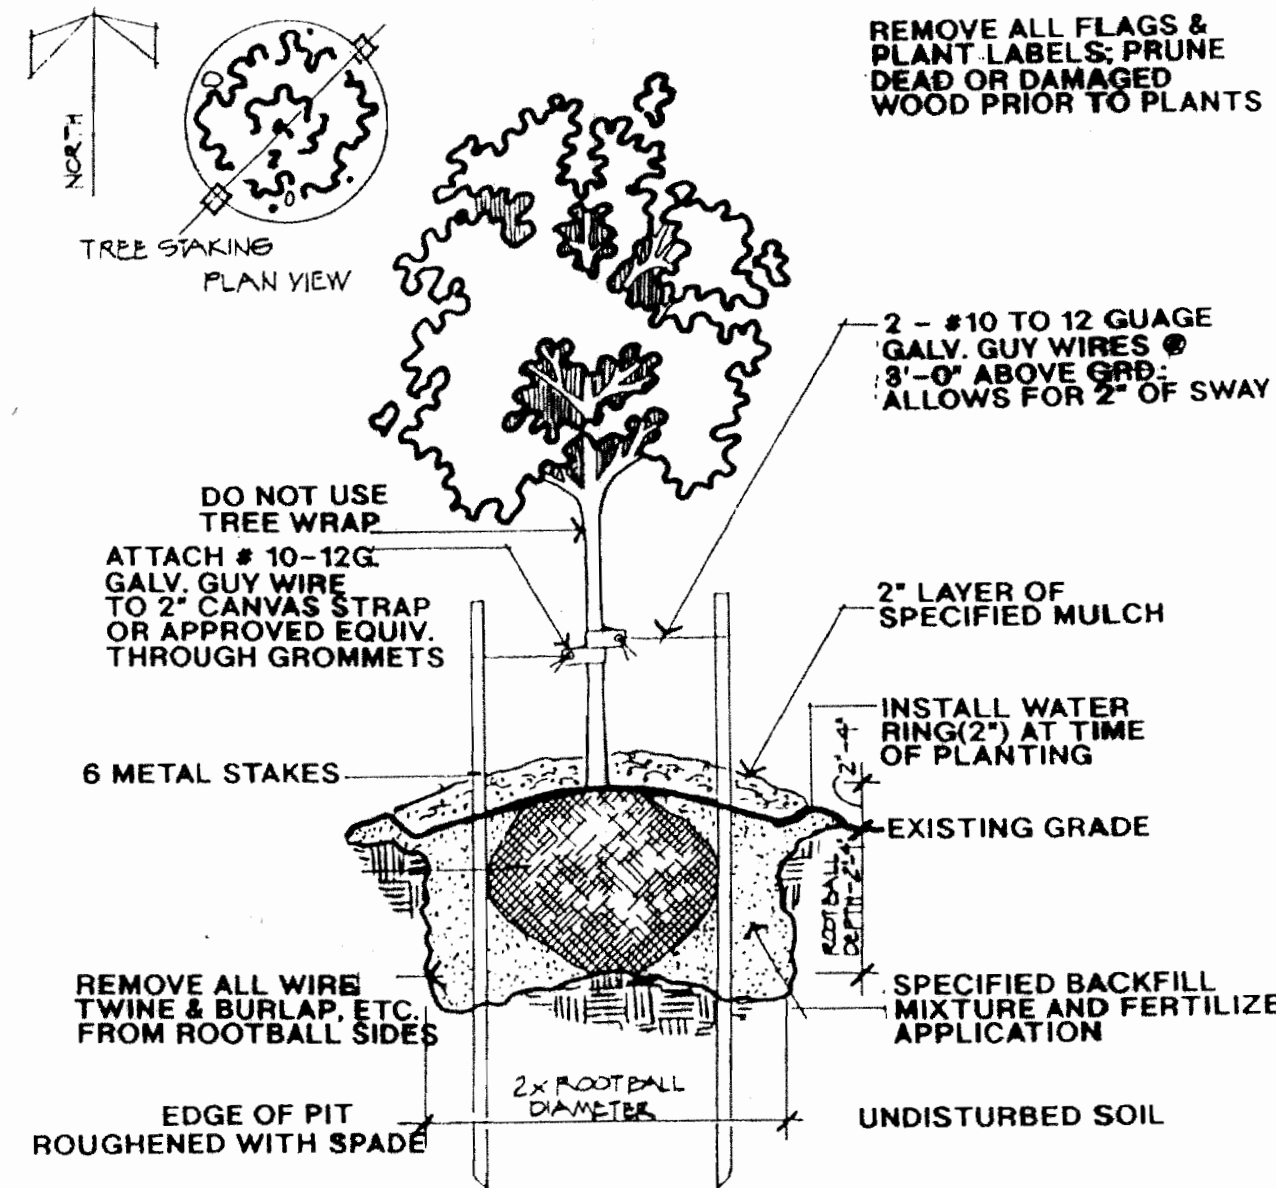 NORTH
TREE STAKING
PLAN VIEW
REMOVE ALL FLAGS &
PLANT LABELS; PRUNE
DEAD OR DAMAGED
WOOD PRIOR TO PLANTS
2 - #10 TO 12 GUAGE
GALV. GUY WIRES @
3'-0" ABOVE GRD:
ALLOWS FOR 2" OF SWAY
DO NOT USE
TREE WRAP
ATTACH # 10-12G.
GALV. GUY WIRE
TO 2" CANVAS STRAP
OR APPROVED EQUIV.
THROUGH GROMMETS
2" LAYER OF
SPECIFIED MULCH
INSTALL WATER
RING(2") AT TIME
OF PLANTING
2"-4"
6 METAL STAKES
EXISTING GRADE
ROOTBALL
DEPTH-2"-4"
REMOVE ALL WIRE
TWINE & BURLAP, ETC.
FROM ROOTBALL SIDES
SPECIFIED BACKFILL
MIXTURE AND FERTILIZE
APPLICATION
2x ROOTBALL
DIAMETER
EDGE OF PIT
ROUGHENED WITH SPADE
UNDISTURBED SOIL